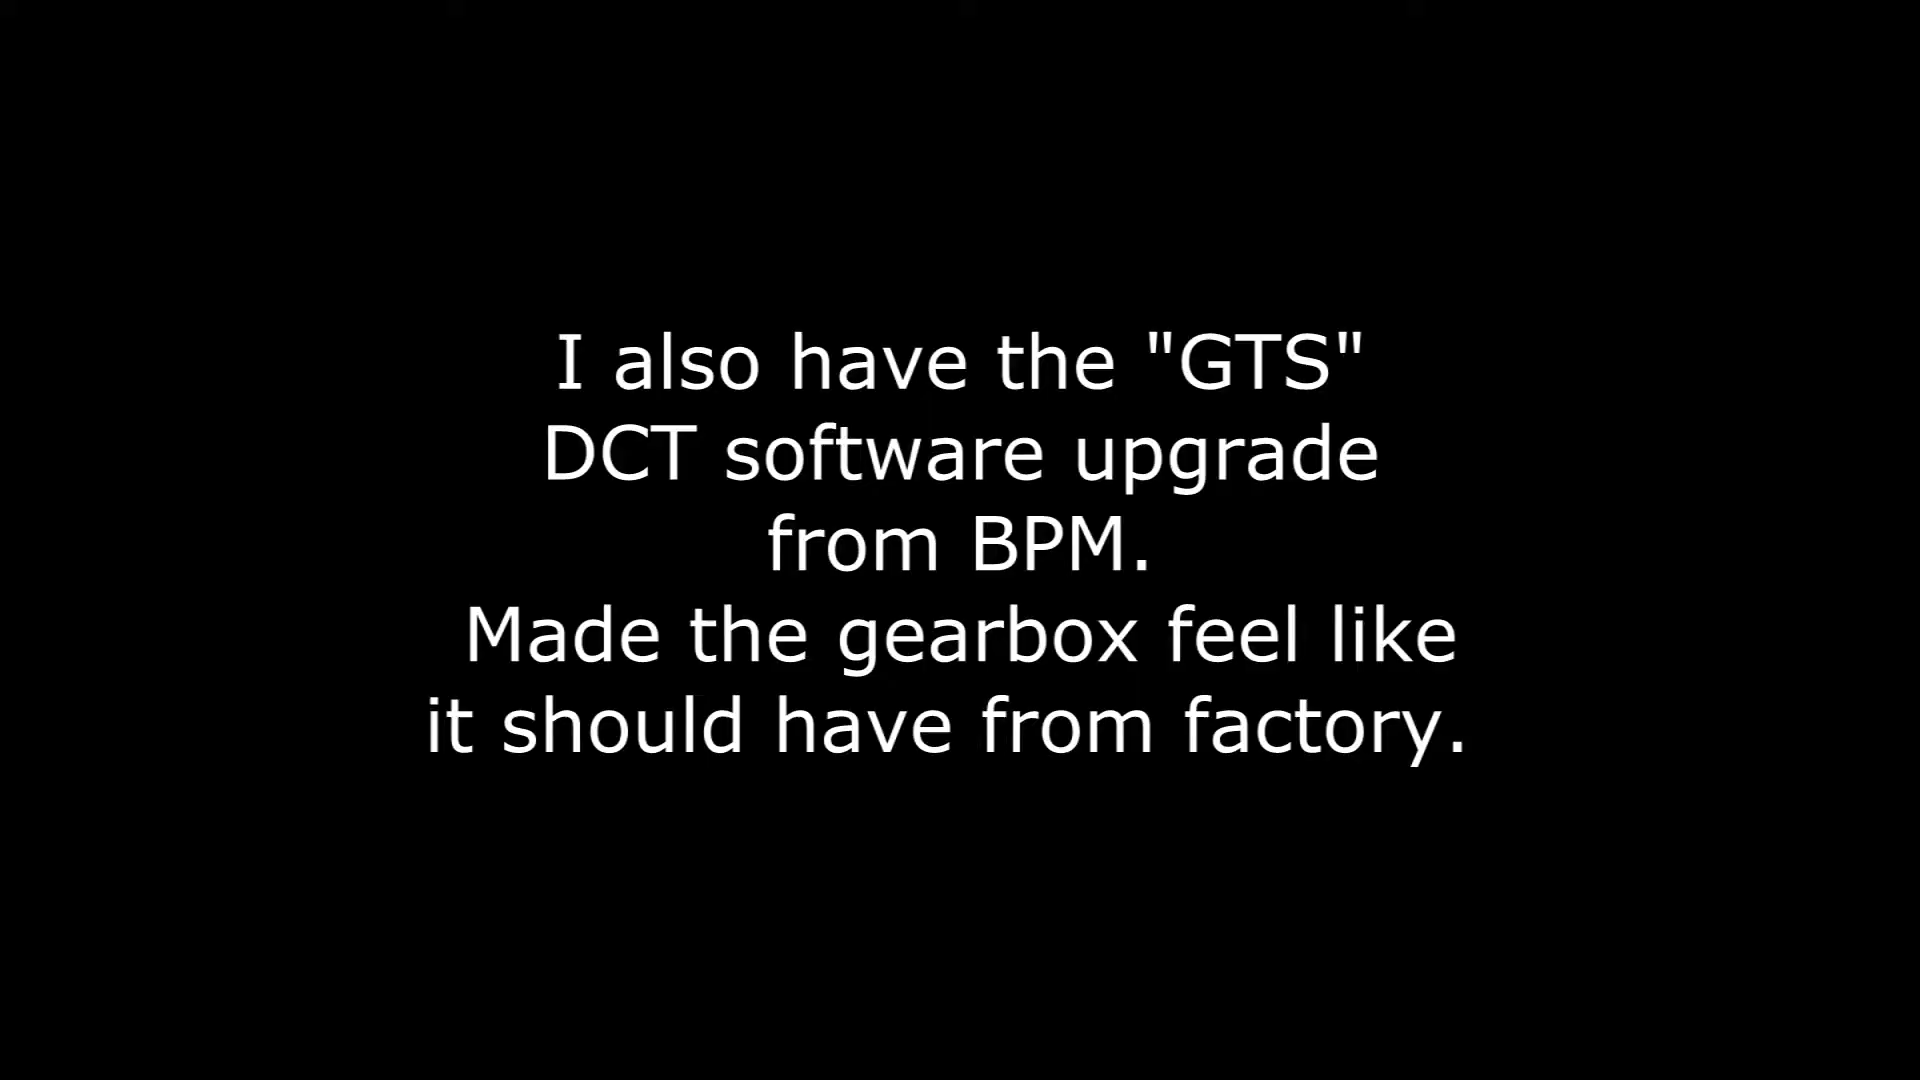 I also have the "GTS"
DCT software upgrade
from BPM.
Made the gearbox feel like
it should have from factory.